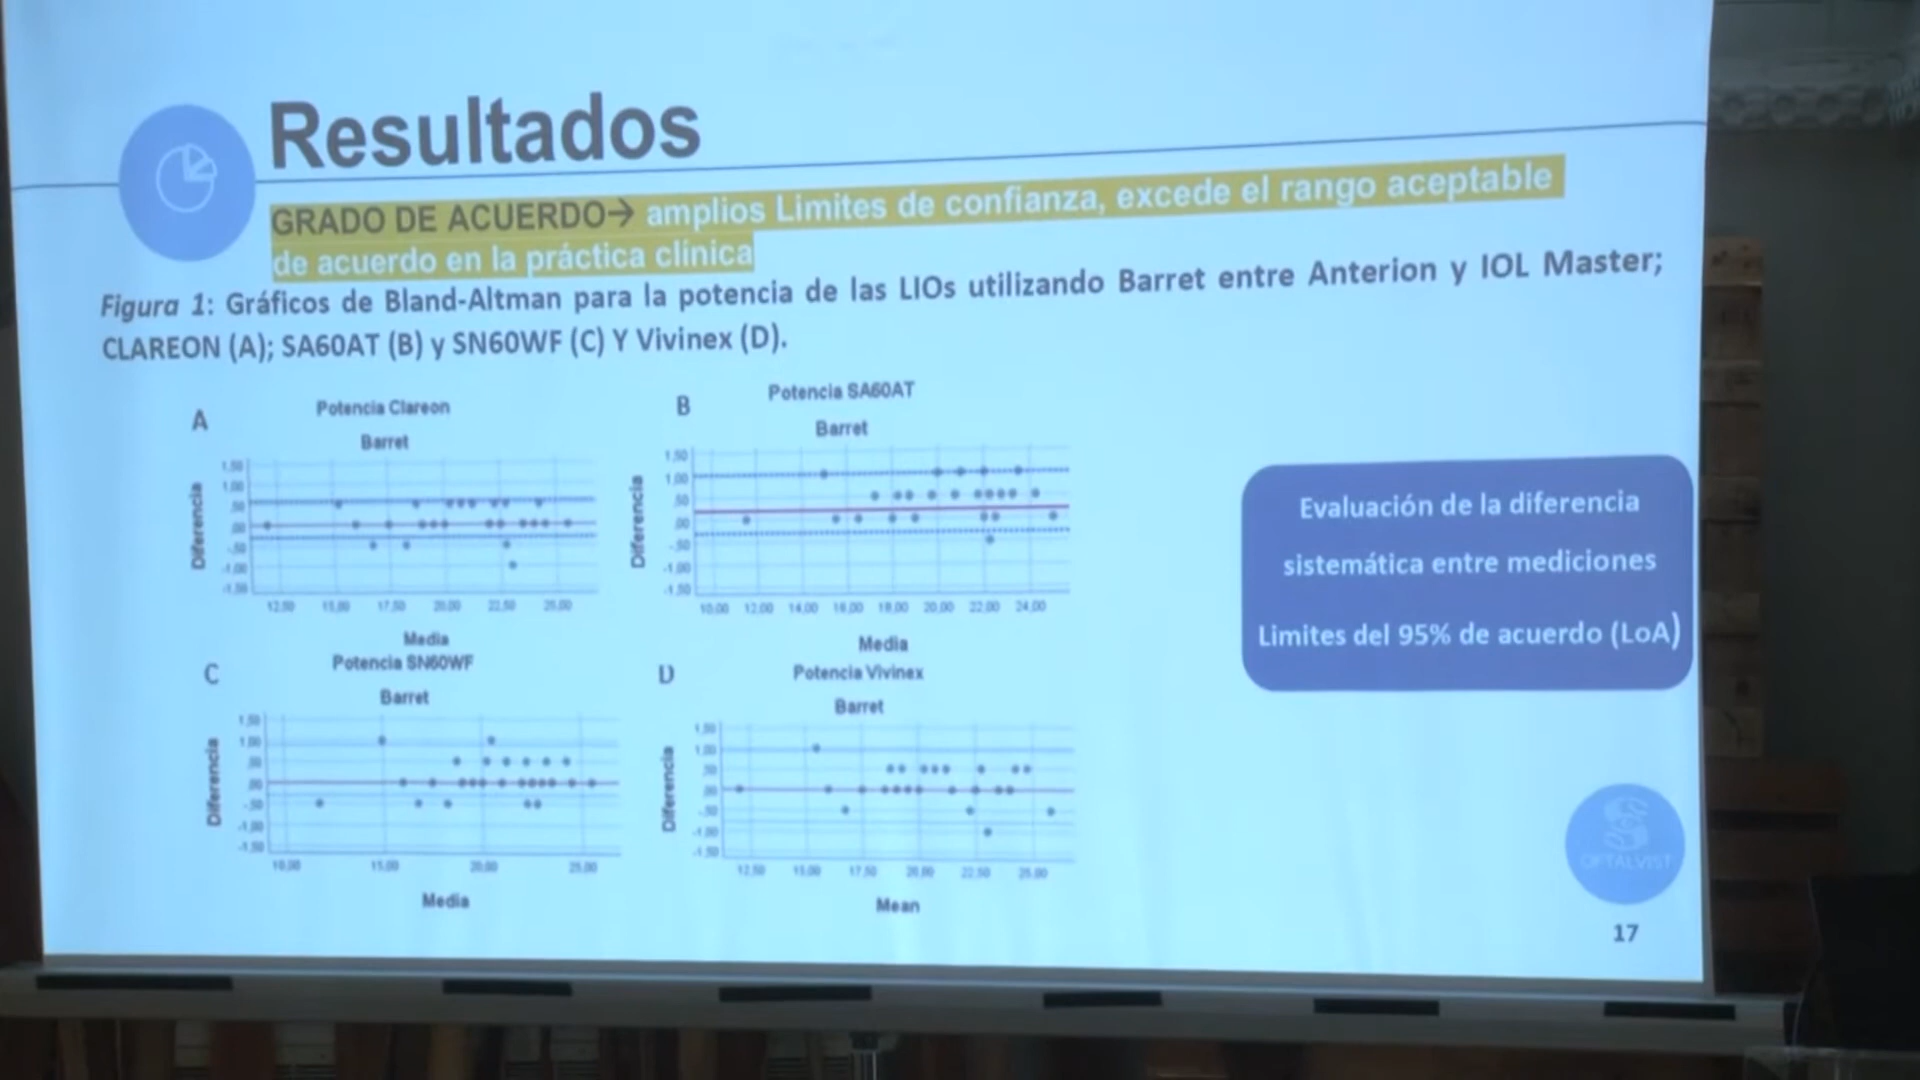 Resultados
GRADO DE ACUERDO→ amplios Limites de confianza, excede el rango aceptable
de acuerdo en la práctica clínica
Figura 1: Gráficos de Bland-Altman para la potencia de las LIOs utilizando Barret entre Anterion y IOL Master;
CLAREON (A); SA60AT (B) y SN60WF (C) Y Vivinex (D).
A
Potencia Clareon
Barret
Diferencia
1,50
1,00
,50
,00
-,50
-1,00
-1,50
12,50 15,00 17,50 20,00 22,50 25,00
Media
B
Potencia SA60AT
Barret
Diferencia
1,50
1,00
,50
,00
-,50
-1,00
-1,50
10,00 12,00 14,00 16,00 18,00 20,00 22,00 24,00
Media
C
Potencia SN60WF
Barret
Diferencia
1,50
1,00
,50
,00
-,50
-1,00
-1,50
10,00 15,00 20,00 25,00
Media
D
Potencia Vivinex
Barret
Diferencia
1,50
1,00
,50
,00
-,50
-1,00
-1,50
12,50 15,00 17,50 20,00 22,50 25,00
Mean
Evaluación de la diferencia
sistemática entre mediciones
Limites del 95% de acuerdo (LoA)
OFTALVIST
17